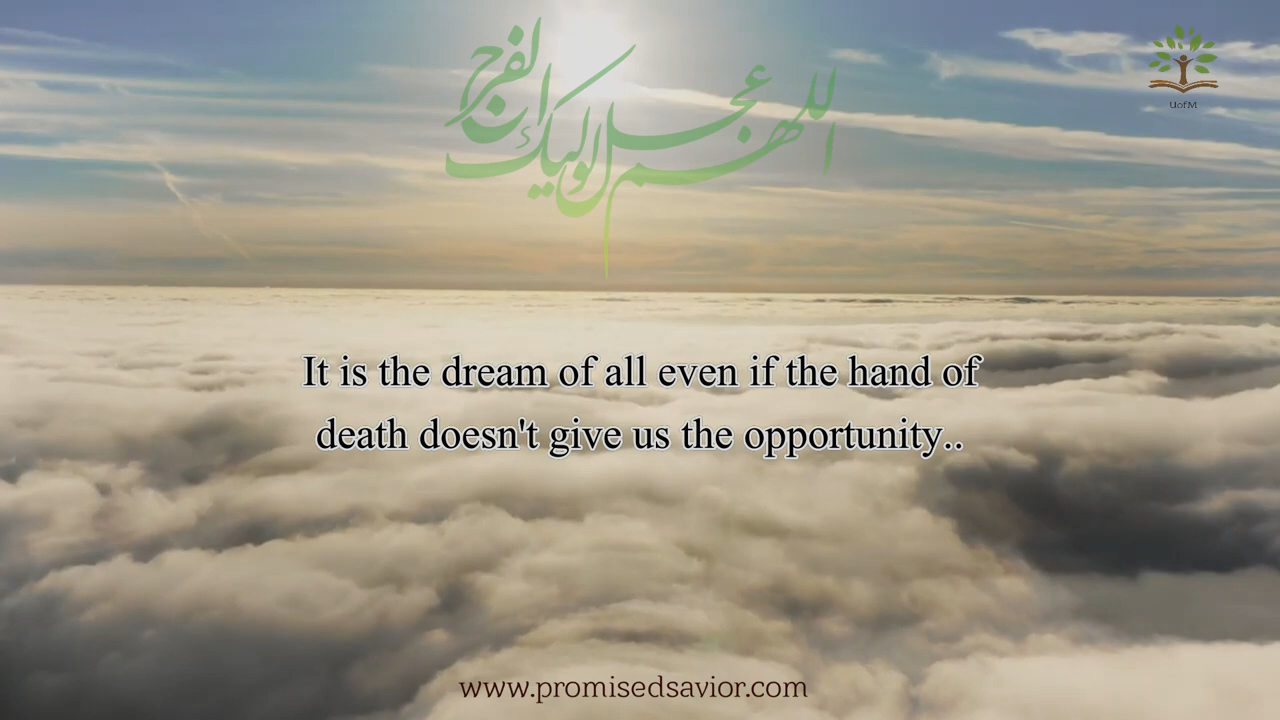 اللهم عجل لوليك الفرج
UofM
It is the dream of all even if the hand of
death doesn't give us the opportunity..
www.promisedsavior.com